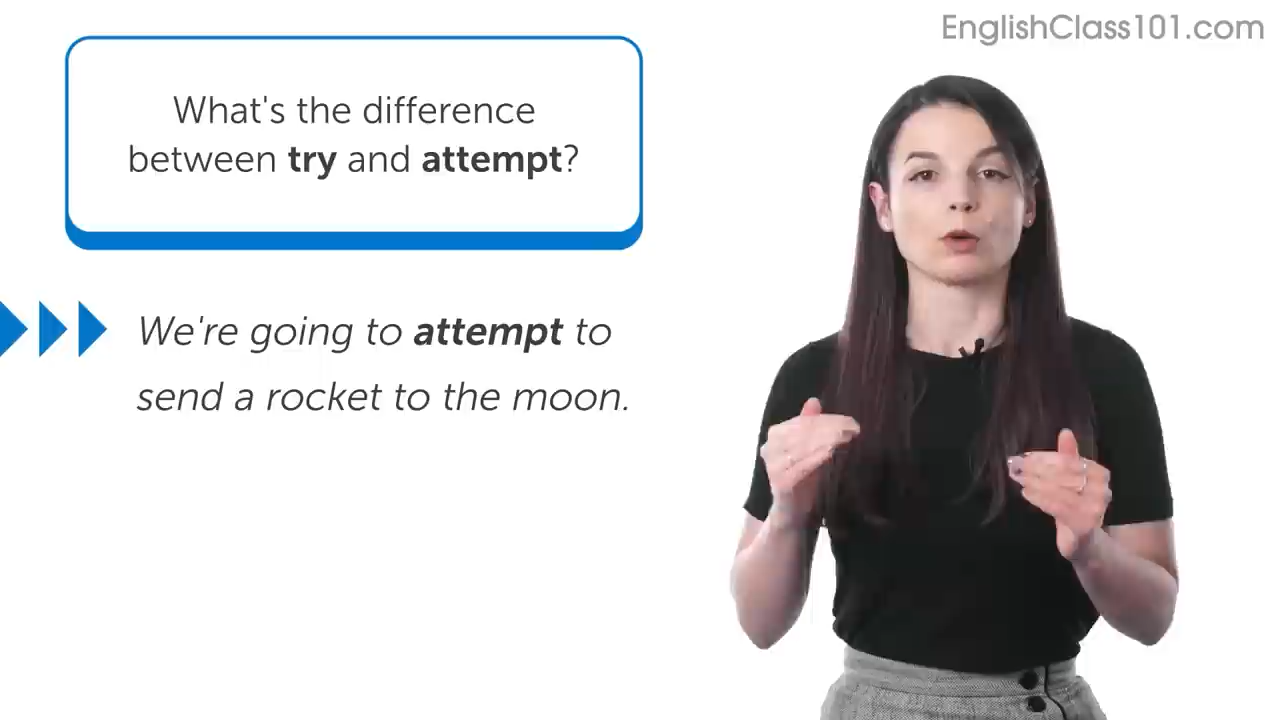 EnglishClass101.com
What's the difference
between try and attempt?
We're going to attempt to
send a rocket to the moon.